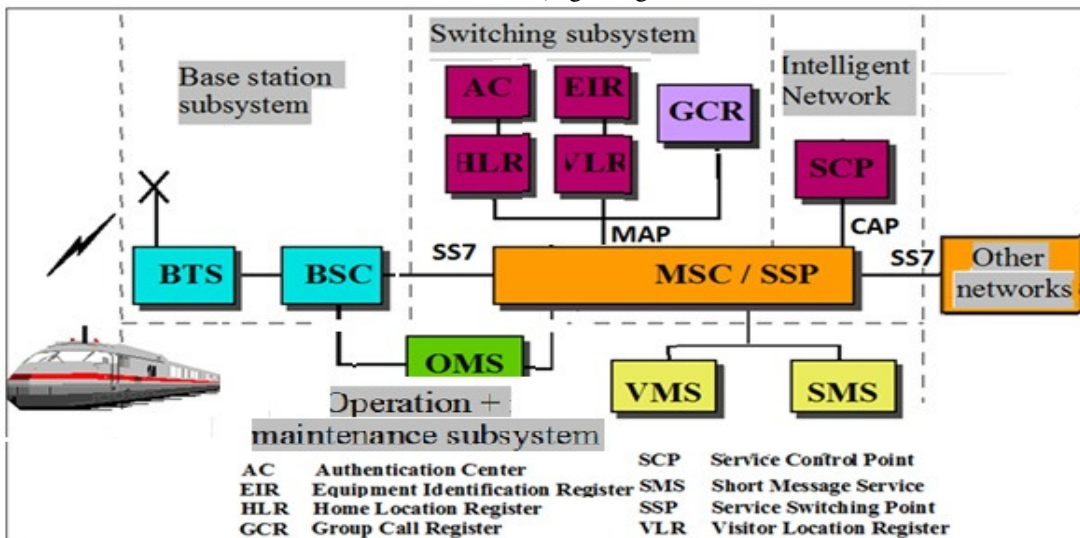 Switching subsystem
Base station
subsystem
Intelligent
Network
AC
EIR
GCR
HLR
VLR
SCP
MAP
CAP
SS7
SS7
BTS
BSC
MSC / SSP
Other
networks
OMS
VMS
SMS
Operation +
maintenance subsystem
AC Authentication Center
EIR Equipment Identification Register
HLR Home Location Register
GCR Group Call Register
SCP Service Control Point
SMS Short Message Service
SSP Service Switching Point
VLR Visitor Location Register